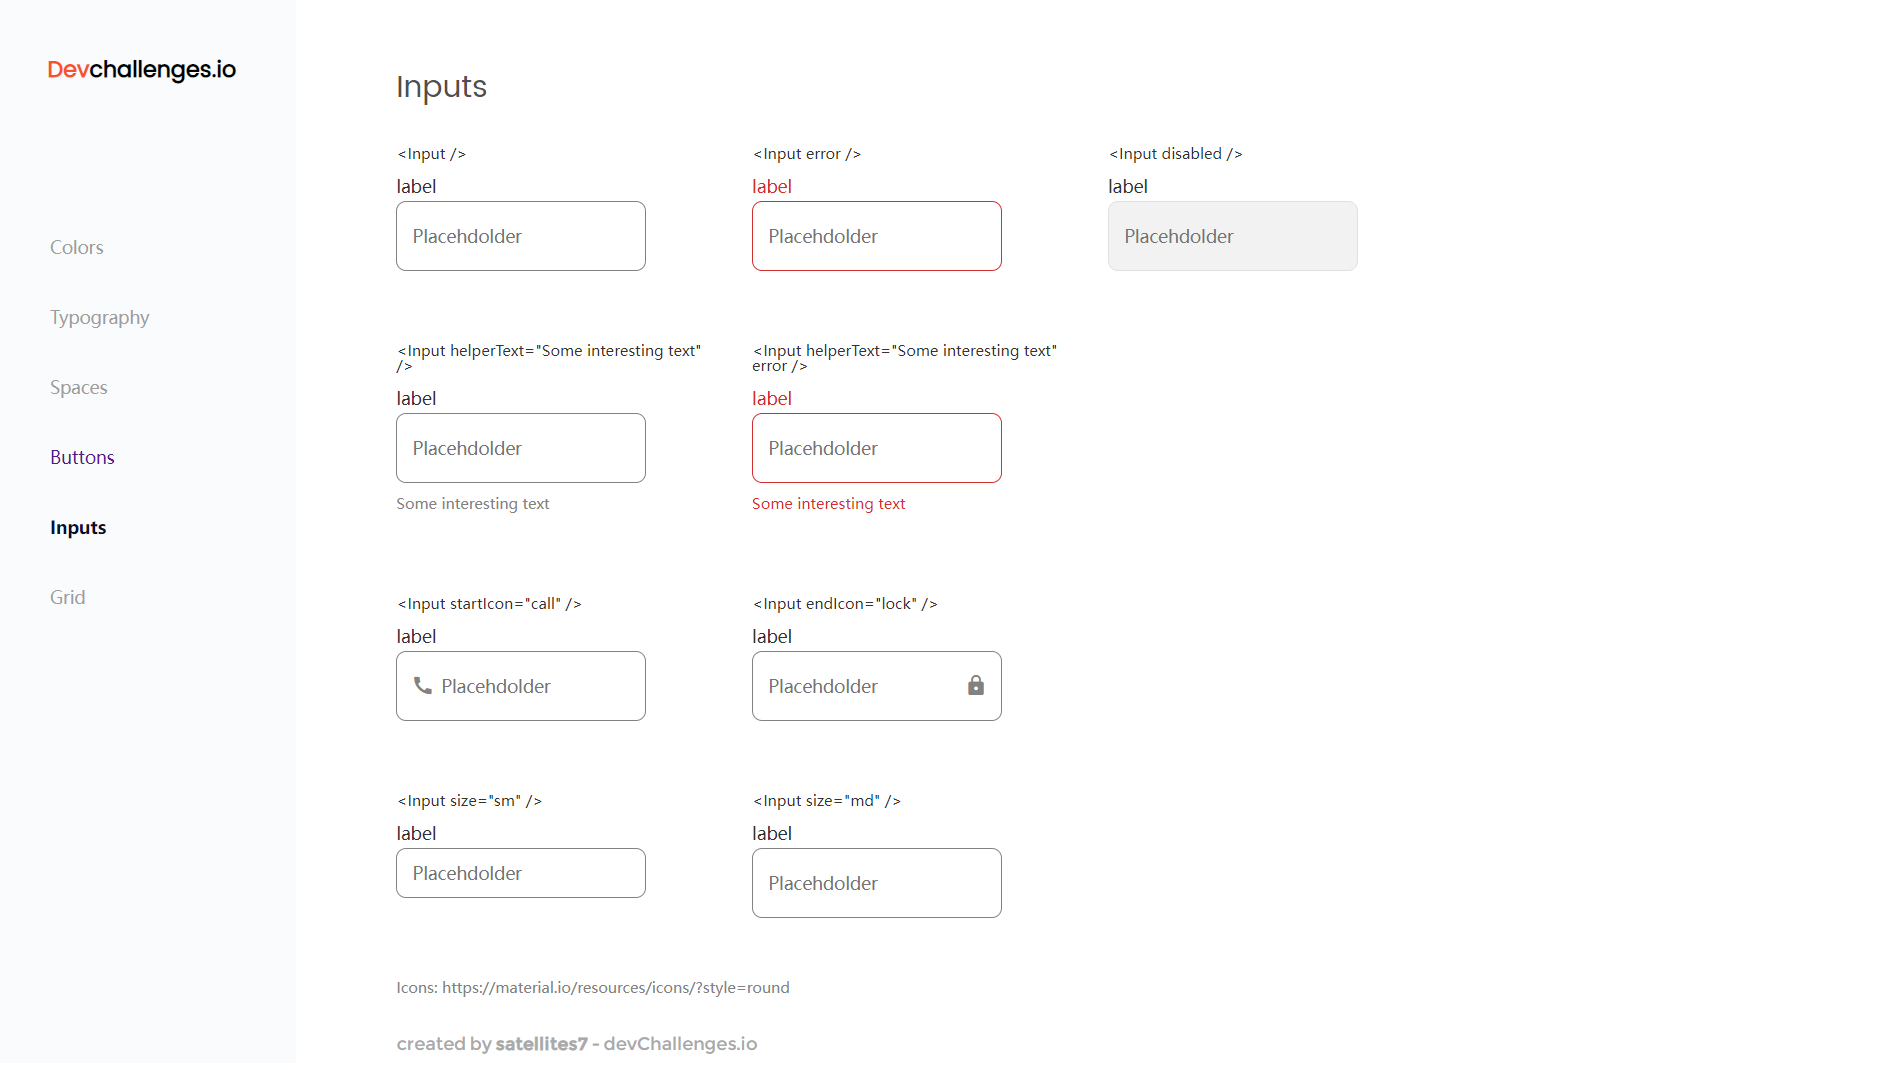 Devchallenges.io
Colors
Typography
Spaces
Buttons
Inputs
Grid
Inputs
<Input />
label
Placehdolder
<Input error />
label
Placehdolder
<Input disabled />
label
Placehdolder
<Input helperText="Some interesting text"
/>
label
Placehdolder
Some interesting text
<Input helperText="Some interesting text"
error />
label
Placehdolder
Some interesting text
<Input startIcon="call" />
label
Placehdolder
<Input endIcon="lock" />
label
Placehdolder
<Input size="sm" />
label
Placehdolder
<Input size="md" />
label
Placehdolder
Icons: https://material.io/resources/icons/?style=round
created by satellites7 - devChallenges.io